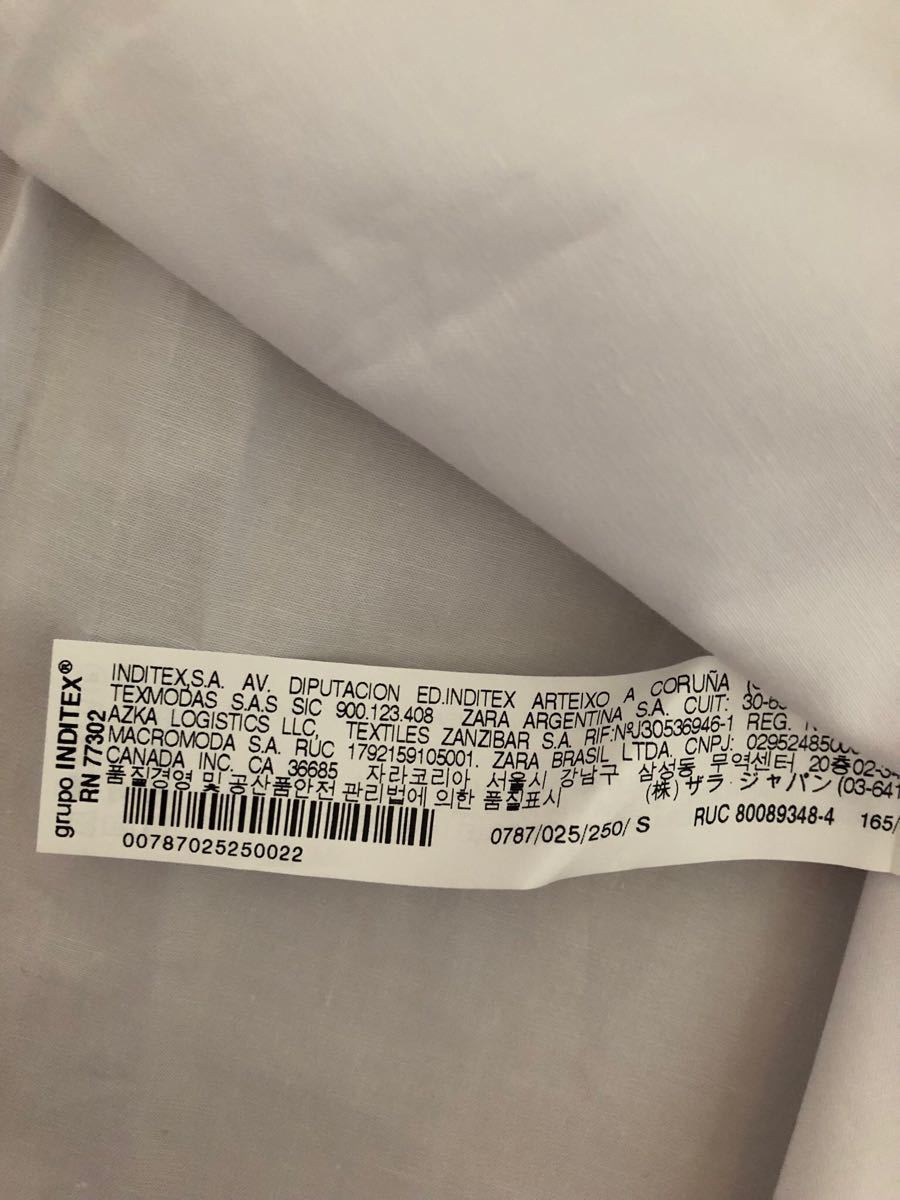 grupo INDITEX®
RN 77302
INDITEX,S.A. AV. DIPUTACION ED.INDITEX ARTEIXO A CORUÑA
TEXMODAS S.A.S SIC 900.123.408 ZARA ARGENTINA S.A. CUIT:
AZKA LOGISTICS LLC, TEXTILES ZANZIBAR S.A. RIF:NºJ30536946-1 REG.
MACROMODA S.A. RUC 1792159105001. ZARA BRASIL LTDA. CNPJ:
CANADA INC. CA 36685 자라코리아 서울시 강남구 삼성동 무역센터 20층
품질경영 및 공산품안전 관리법에 의한 품질표시 (株) ザラ・ジャパン (03-641
00787025250022 0787/025/250/ S RUC 80089348-4 165/